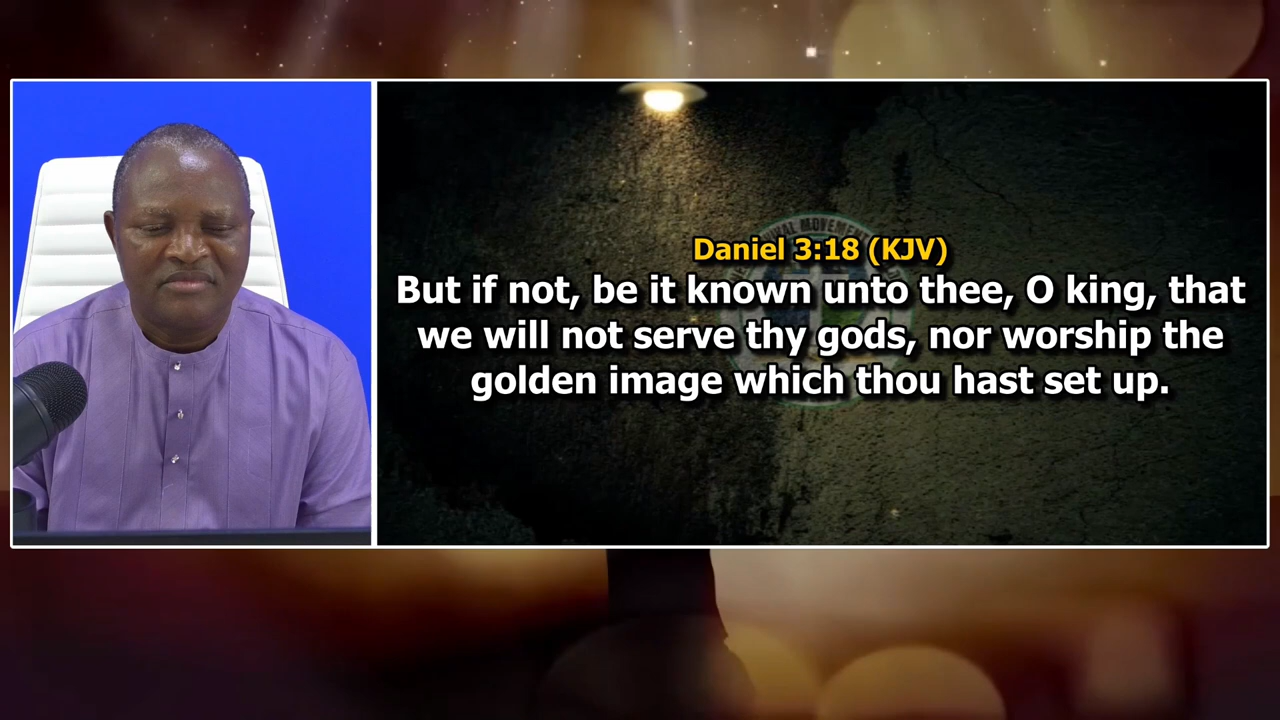 Daniel 3:18 (KJV)
But if not, be it known unto thee, O king, that
we will not serve thy gods, nor worship the
golden image which thou hast set up.